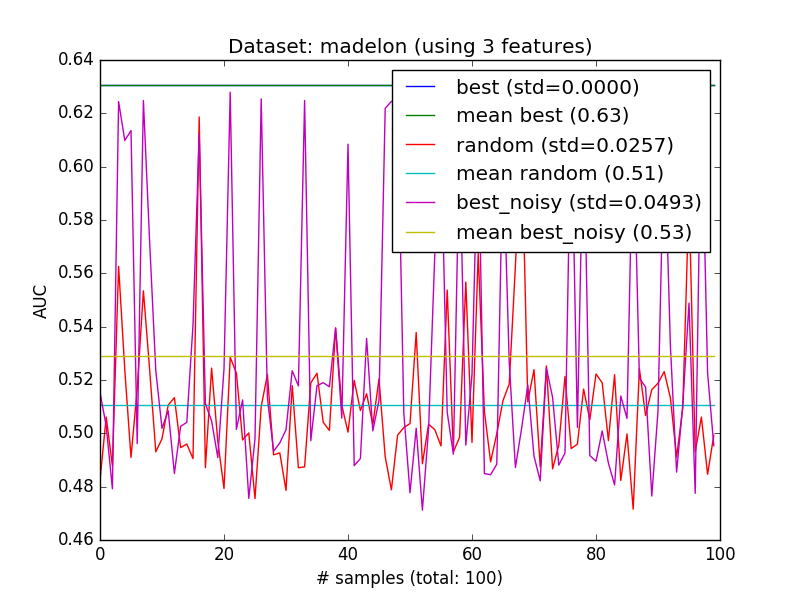 Dataset: madelon (using 3 features)
0.64
0.62
0.60
0.58
0.56
0.54
0.52
0.50
0.48
0.46
AUC
best (std=0.0000)
mean best (0.63)
random (std=0.0257)
mean random (0.51)
best_noisy (std=0.0493)
mean best_noisy (0.53)
0 20 40 60 80 100
# samples (total: 100)